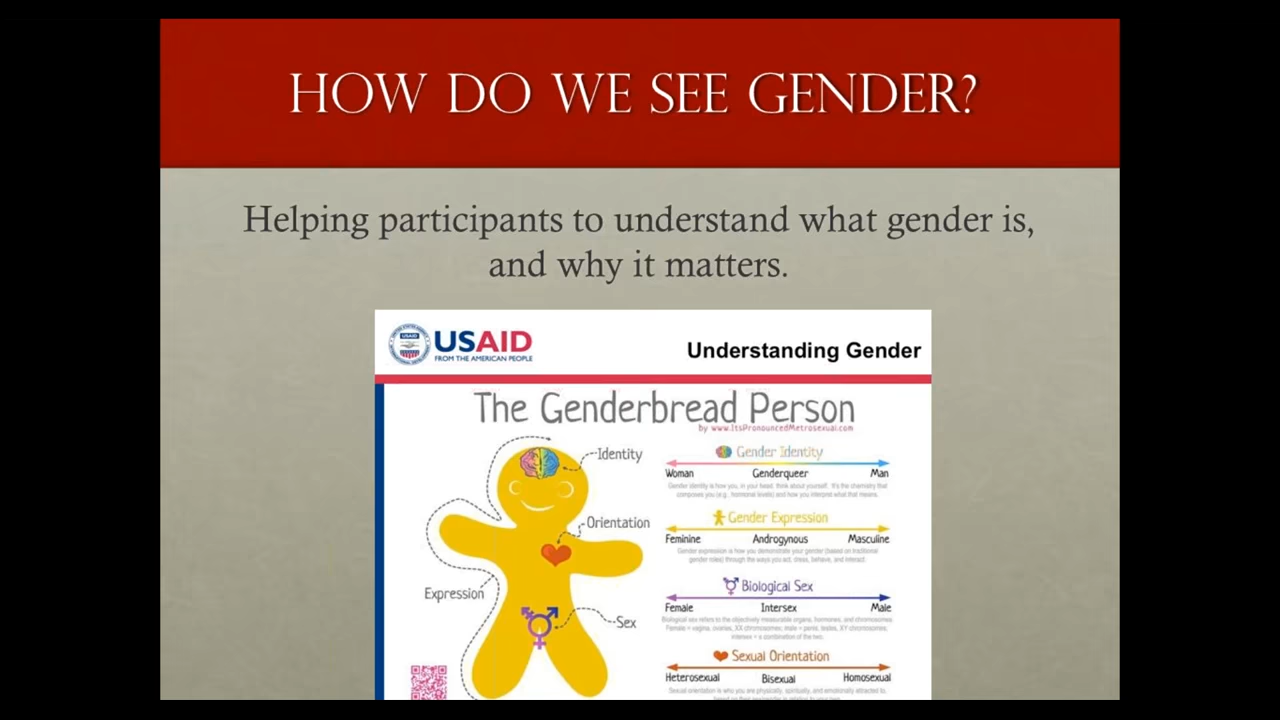 HOW DO WE SEE GENDER?
Helping participants to understand what gender is,
and why it matters.
USAID
FROM THE AMERICAN PEOPLE
Understanding Gender
The Genderbread Person
by www.ItsPronouncedMetrosexual.com
Identity
Orientation
Expression
Sex
Gender Identity
Woman Genderqueer Man
Gender identity is how you, in your head, think about yourself. It's the chemistry that
composes you (e.g., hormonal levels) and how you interpret what that means.
Gender Expression
Feminine Androgynous Masculine
Gender expression is how you demonstrate your gender (based on traditional
gender roles) through the ways you act, dress, behave, and interact.
Biological Sex
Female Intersex Male
Biological sex refers to the objectively measurable organs, hormones, and chromosomes.
Female = vagina, ovaries, XX chromosomes; male = penis, testes, XY chromosomes;
intersex = a combination of the two.
Sexual Orientation
Heterosexual Bisexual Homosexual
Sexual orientation is who you are physically, spiritually, and emotionally attracted to